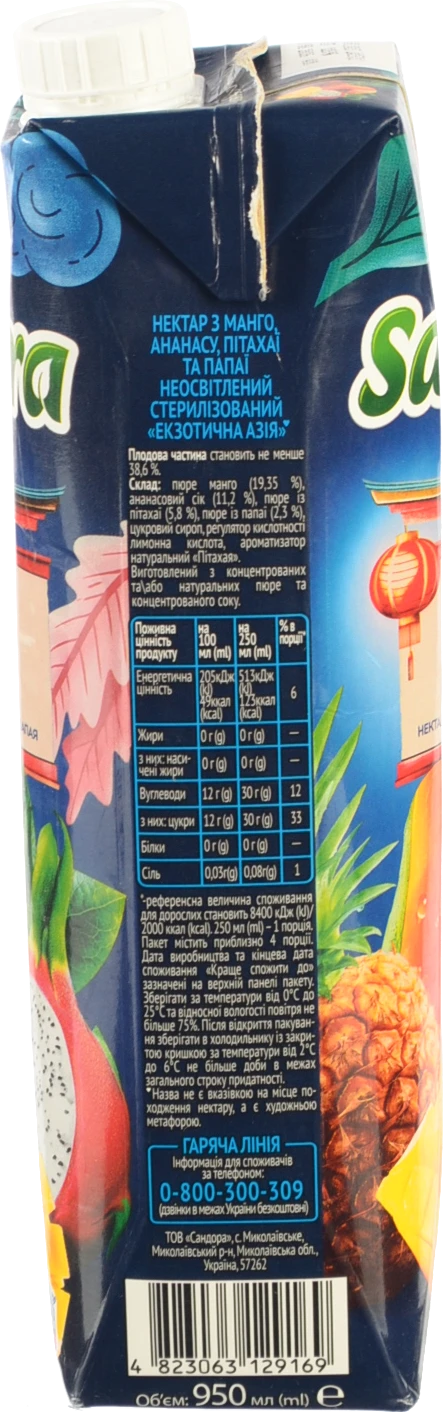 НЕКТАР З МАНГО,
АНАНАСУ, ПІТАХАЇ
ТА ПАПАЇ
НЕОСВІТЛЕНИЙ
СТЕРИЛІЗОВАНИЙ
«ЕКЗОТИЧНА АЗІЯ»*
ra
Sa
Плодова частина становить не менше
38,6 %.
Склад: пюре манго (19,35 %),
ананасовий сік (11,2 %), пюре із
пітахаї (5,8 %), пюре із папаї (2,3 %),
цукровий сироп, регулятор кислотності
лимонна кислота, ароматизатор
натуральний «Пітахая».
Виготовлений з концентрованих
та\або натуральних пюре та
концентрованого соку.
Поживна цінність продукту | на 100 мл (ml) | на 250 мл (ml) | % в порції*
Енергетична цінність | 205кДж (kJ) 49ккал (kcal) | 513кДж (kJ) 123ккал (kcal) | 6
Жири | 0 г(g) | 0 г(g) | —
з них: насичені жири | 0 г(g) | 0 г(g) | —
Вуглеводи | 12 г(g) | 30 г(g) | 12
з них: цукри | 12 г(g) | 30 г(g) | 33
Білки | 0 г(g) | 0 г(g) | —
Сіль | 0,03г(g) | 0,08г(g) | 1
АПАЯ
НЕКТА
*-референсна величина споживання
для дорослих становить 8400 кДж (kJ)/
2000 ккал (kcal). 250 мл (ml) – 1 порція.
Пакет містить приблизно 4 порції.
Дата виробництва та кінцева дата
споживання «Краще спожити до»
зазначені на верхній панелі пакету.
Зберігати за температури від 0°С до
25°С та відносної вологості повітря не
більше 75%. Після відкриття пакуван-
ня зберігати в холодильнику із закри-
тою кришкою за температури від 2°С
до 6°С не більше доби в межах
загального строку придатності.
*Назва не є вказівкою на місце по-
ходження нектару, а є художньою
метафорою.
ГАРЯЧА ЛІНІЯ
Інформація для споживачів
за телефоном:
0-800-300-309
(дзвінки в межах України безкоштовні)
ТОВ «Сандора», с. Миколаївське,
Миколаївський р-н, Миколаївська обл.,
Україна, 57262
4 823063 129169
Об'єм: 950 мл (ml) e